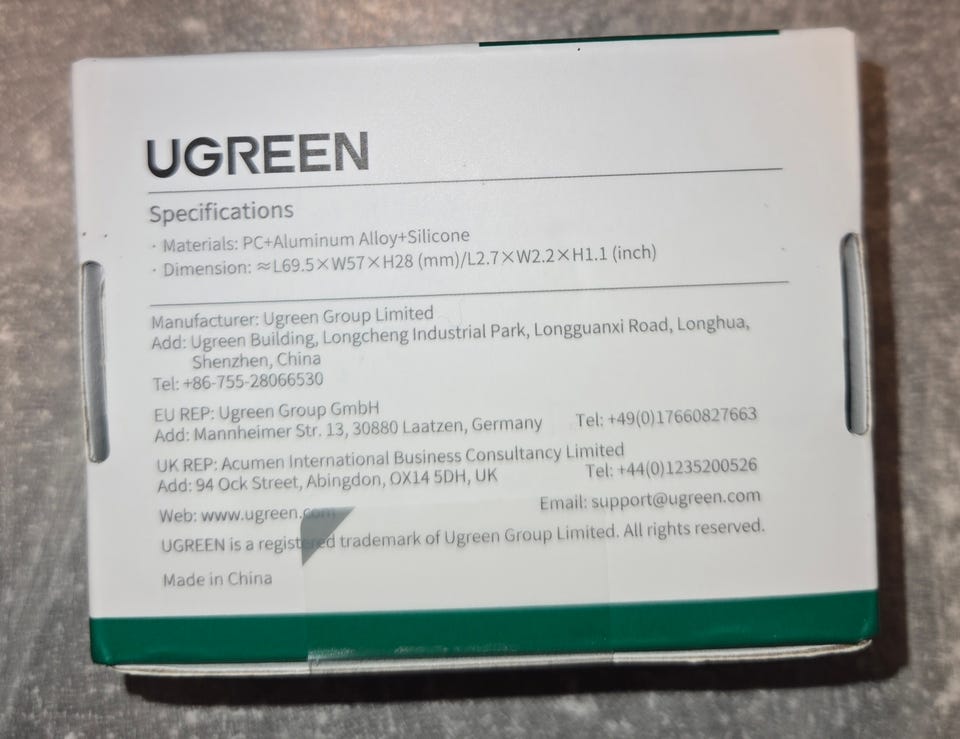 UGREEN
Specifications
· Materials: PC+Aluminum Alloy+Silicone
· Dimension: ≈L69.5×W57×H28 (mm)/L2.7×W2.2×H1.1 (inch)
Manufacturer: Ugreen Group Limited
Add: Ugreen Building, Longcheng Industrial Park, Longguanxi Road, Longhua,
Shenzhen, China
Tel: +86-755-28066530
EU REP: Ugreen Group GmbH
Add: Mannheimer Str. 13, 30880 Laatzen, Germany Tel: +49(0)17660827663
UK REP: Acumen International Business Consultancy Limited
Add: 94 Ock Street, Abingdon, OX14 5DH, UK Tel: +44(0)1235200526
Web: www.ugreen.com Email: support@ugreen.com
UGREEN is a registered trademark of Ugreen Group Limited. All rights reserved.
Made in China